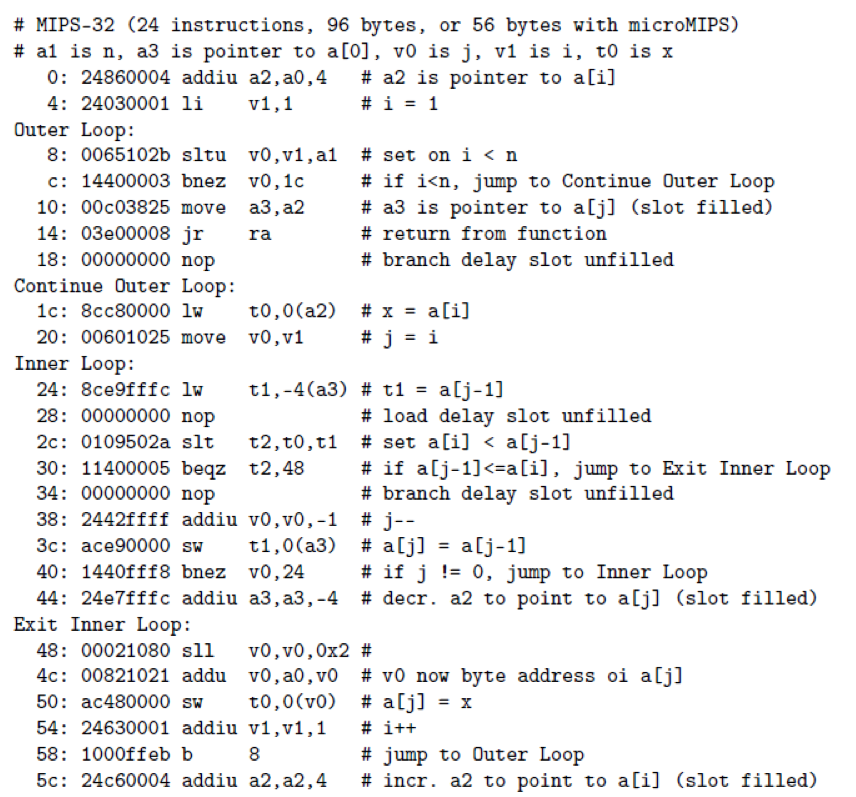 # MIPS-32 (24 instructions, 96 bytes, or 56 bytes with microMIPS)
# a1 is n, a3 is pointer to a[0], v0 is j, v1 is i, t0 is x
   0: 24860004 addiu a2,a0,4   # a2 is pointer to a[i]
   4: 24030001 li    v1,1      # i = 1
Outer Loop:
   8: 0065102b sltu  v0,v1,a1  # set on i < n
   c: 14400003 bnez  v0,1c     # if i<n, jump to Continue Outer Loop
  10: 00c03825 move  a3,a2     # a3 is pointer to a[j] (slot filled)
  14: 03e00008 jr    ra        # return from function
  18: 00000000 nop             # branch delay slot unfilled
Continue Outer Loop:
  1c: 8cc80000 lw    t0,0(a2)  # x = a[i]
  20: 00601025 move  v0,v1     # j = i
Inner Loop:
  24: 8ce9fffc lw    t1,-4(a3) # t1 = a[j-1]
  28: 00000000 nop             # load delay slot unfilled
  2c: 0109502a slt   t2,t0,t1  # set a[i] < a[j-1]
  30: 11400005 beqz  t2,48     # if a[j-1]<=a[i], jump to Exit Inner Loop
  34: 00000000 nop             # branch delay slot unfilled
  38: 2442ffff addiu v0,v0,-1  # j--
  3c: ace90000 sw    t1,0(a3)  # a[j] = a[j-1]
  40: 1440fff8 bnez  v0,24     # if j != 0, jump to Inner Loop
  44: 24e7fffc addiu a3,a3,-4  # decr. a2 to point to a[j] (slot filled)
Exit Inner Loop:
  48: 00021080 sll   v0,v0,0x2 #
  4c: 00821021 addu  v0,a0,v0  # v0 now byte address oi a[j]
  50: ac480000 sw    t0,0(v0)  # a[j] = x
  54: 24630001 addiu v1,v1,1   # i++
  58: 1000ffeb b     8         # jump to Outer Loop
  5c: 24c60004 addiu a2,a2,4   # incr. a2 to point to a[i] (slot filled)